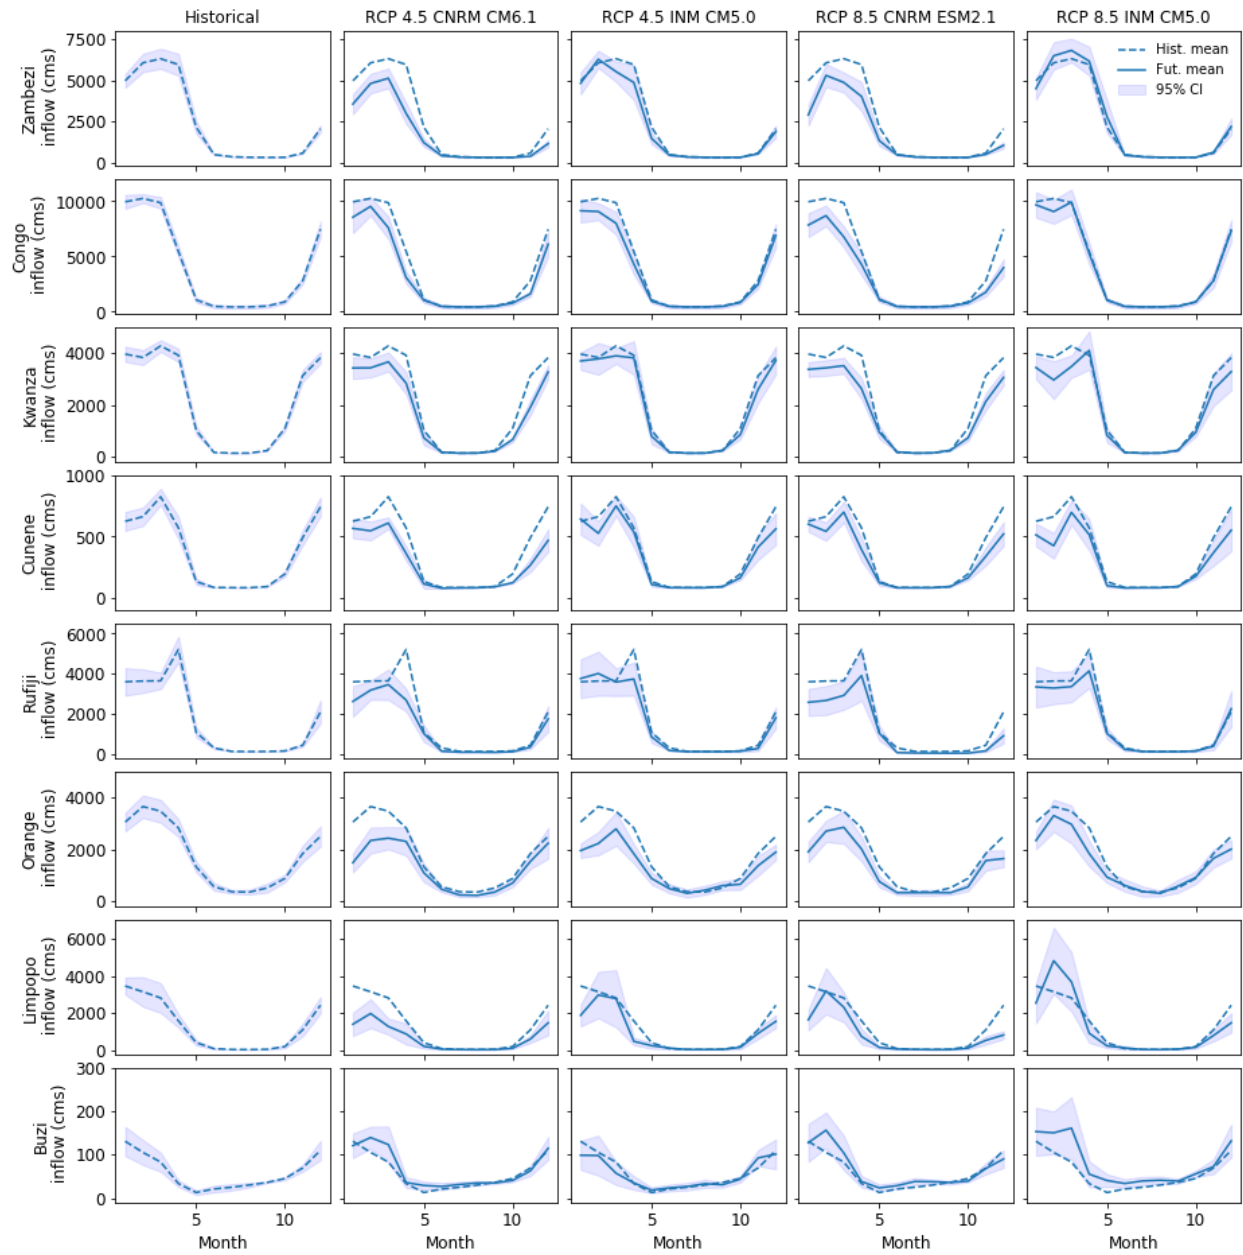 Historical
RCP 4.5 CNRM CM6.1
RCP 4.5 INM CM5.0
RCP 8.5 CNRM ESM2.1
RCP 8.5 INM CM5.0
Zambezi
inflow (cms)
7500
5000
2500
0
Hist. mean
Fut. mean
95% CI
Congo
inflow (cms)
10000
5000
0
Kwanza
inflow (cms)
4000
2000
0
Cunene
inflow (cms)
1000
500
0
Rufiji
inflow (cms)
6000
4000
2000
0
Orange
inflow (cms)
4000
2000
0
Limpopo
inflow (cms)
6000
4000
2000
0
Buzi
inflow (cms)
300
200
100
0
5 10
5 10
5 10
5 10
5 10
Month
Month
Month
Month
Month